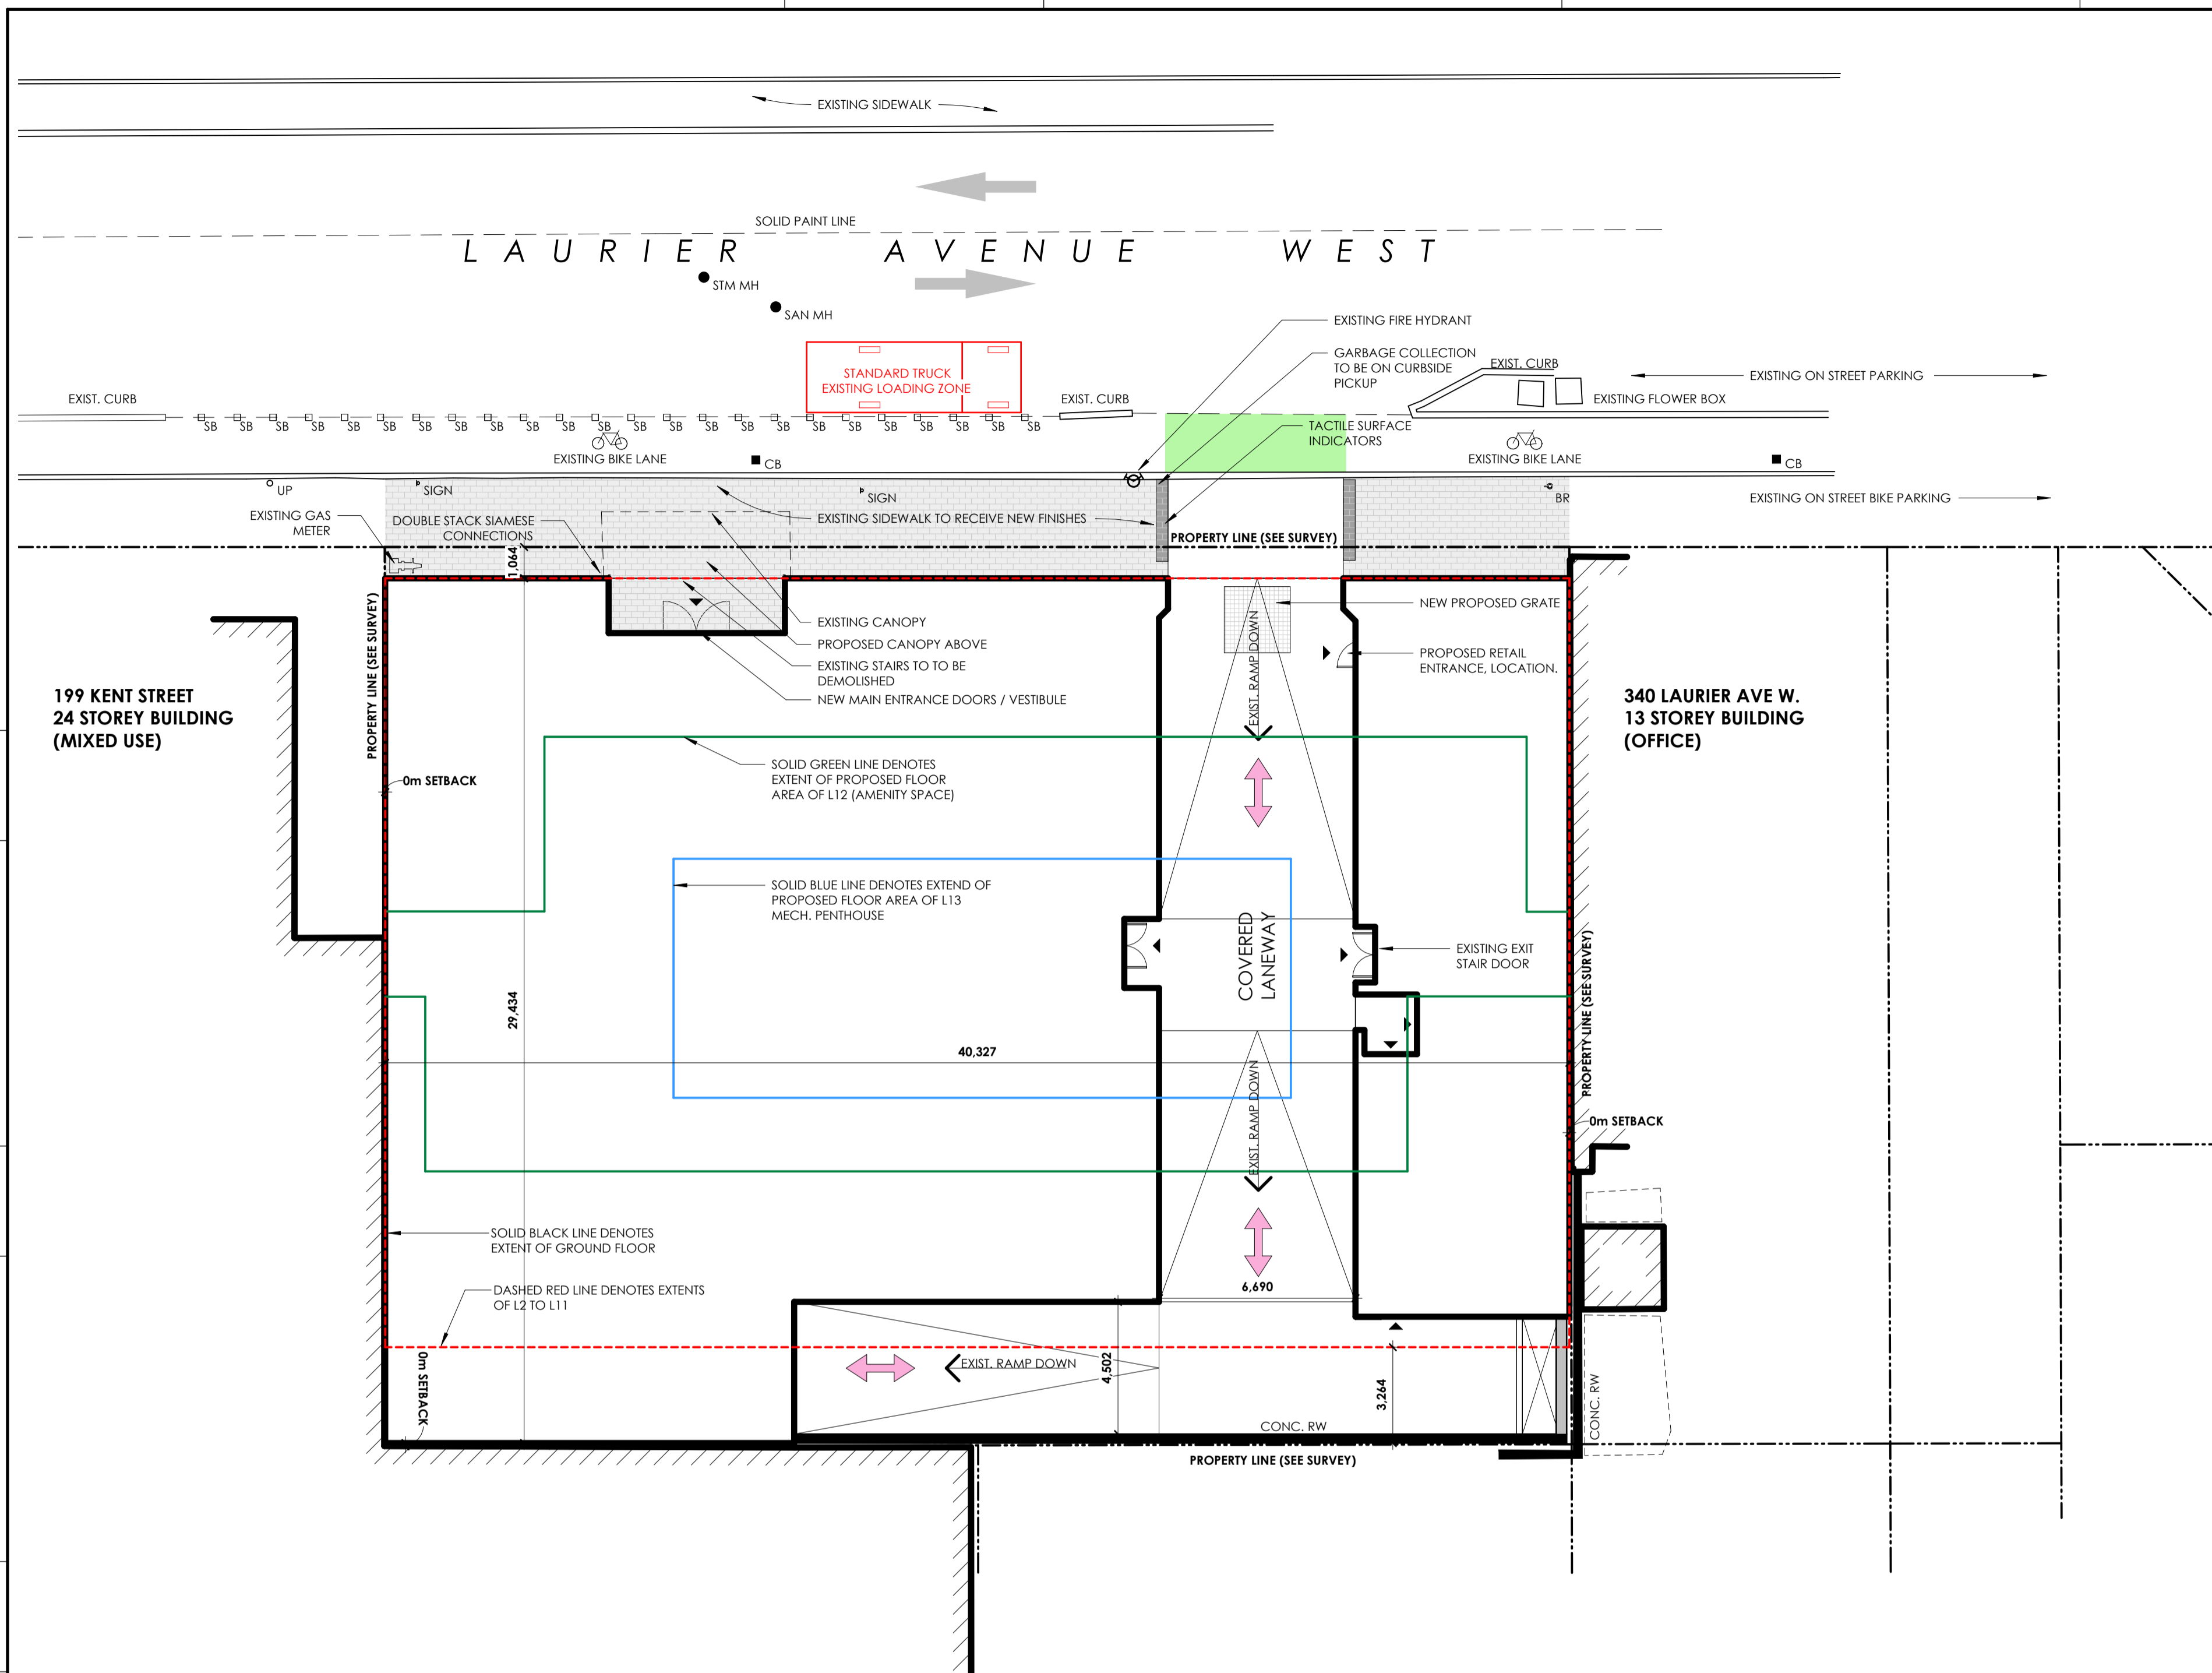 EXISTING SIDEWALK
SOLID PAINT LINE
LAURIER AVENUE WEST
STM MH
SAN MH
EXISTING FIRE HYDRANT
GARBAGE COLLECTION
TO BE ON CURBSIDE
PICKUP
STANDARD TRUCK
EXISTING LOADING ZONE
EXIST. CURB
EXISTING ON STREET PARKING
EXIST. CURB
EXIST. CURB
EXISTING FLOWER BOX
SB SB SB SB SB SB SB SB SB SB SB SB SB SB SB SB SB SB SB SB SB SB SB SB
TACTILE SURFACE
INDICATORS
EXISTING BIKE LANE
CB
EXISTING BIKE LANE
CB
UP
SIGN
SIGN
BR
EXISTING ON STREET BIKE PARKING
EXISTING GAS
METER
DOUBLE STACK SIAMESE
CONNECTIONS
EXISTING SIDEWALK TO RECEIVE NEW FINISHES
PROPERTY LINE (SEE SURVEY)
1,064
EXISTING CANOPY
PROPOSED CANOPY ABOVE
EXISTING STAIRS TO TO BE
DEMOLISHED
NEW MAIN ENTRANCE DOORS / VESTIBULE
NEW PROPOSED GRATE
PROPOSED RETAIL
ENTRANCE, LOCATION.
EXIST. RAMP DOWN
PROPERTY LINE (SEE SURVEY)
199 KENT STREET
24 STOREY BUILDING
(MIXED USE)
340 LAURIER AVE W.
13 STOREY BUILDING
(OFFICE)
0m SETBACK
SOLID GREEN LINE DENOTES
EXTENT OF PROPOSED FLOOR
AREA OF L12 (AMENITY SPACE)
SOLID BLUE LINE DENOTES EXTEND OF
PROPOSED FLOOR AREA OF L13
MECH. PENTHOUSE
COVERED
LANEWAY
EXISTING EXIT
STAIR DOOR
PROPERTY LINE (SEE SURVEY)
29,434
40,327
EXIST. RAMP DOWN
0m SETBACK
SOLID BLACK LINE DENOTES
EXTENT OF GROUND FLOOR
DASHED RED LINE DENOTES EXTENTS
OF L2 TO L11
6,690
0m SETBACK
EXIST. RAMP DOWN
4,502
3,264
CONC. RW
CONC. RW
PROPERTY LINE (SEE SURVEY)